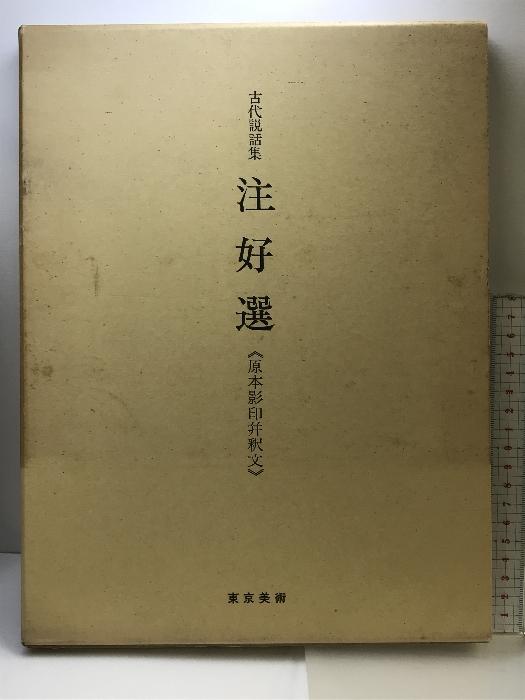 古代説話集
注好選
《原本影印并釈文》
東京美術